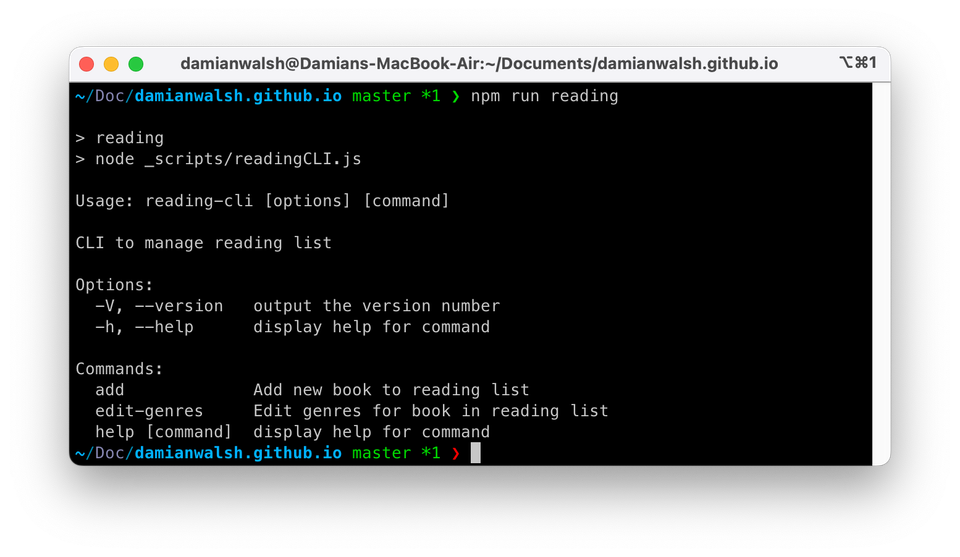 damianwalsh@Damians-MacBook-Air:~/Documents/damianwalsh.github.io ⌥⌘1
~/Doc/damianwalsh.github.io master *1 ❯ npm run reading
> reading
> node _scripts/readingCLI.js
Usage: reading-cli [options] [command]
CLI to manage reading list
Options:
  -V, --version   output the version number
  -h, --help      display help for command
Commands:
  add             Add new book to reading list
  edit-genres     Edit genres for book in reading list
  help [command]  display help for command
~/Doc/damianwalsh.github.io master *1 ❯